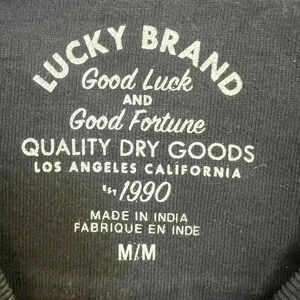 LUCKY BRAND
Good Luck
AND
Good Fortune
QUALITY DRY GOODS
LOS ANGELES CALIFORNIA
EST 1990
MADE IN INDIA
FABRIQUE EN INDE
M/M